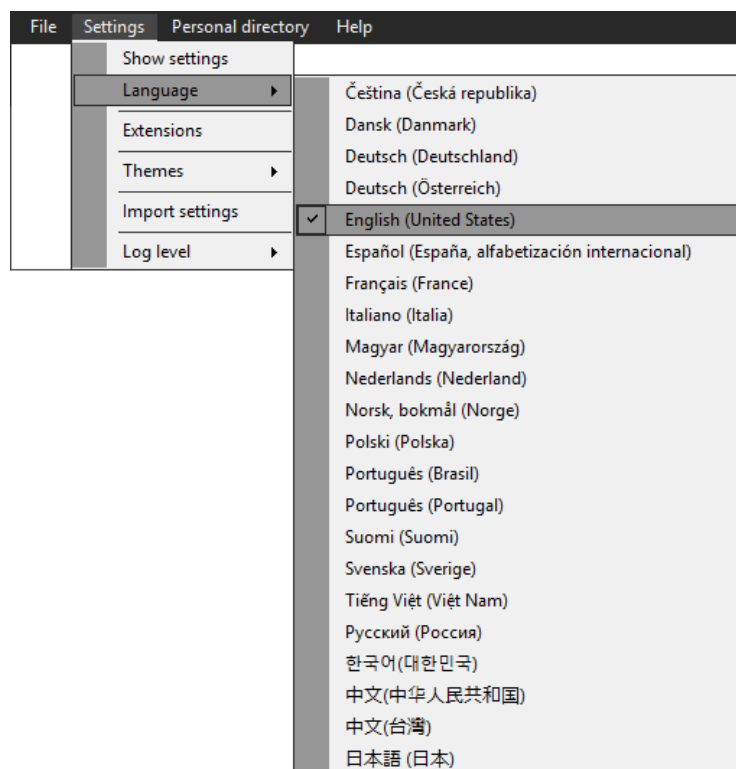 File Settings Personal directory Help
Show settings
Language
Extensions
Themes
Import settings
Log level
Čeština (Česká republika)
Dansk (Danmark)
Deutsch (Deutschland)
Deutsch (Österreich)
English (United States)
Español (España, alfabetización internacional)
Français (France)
Italiano (Italia)
Magyar (Magyarország)
Nederlands (Nederland)
Norsk, bokmål (Norge)
Polski (Polska)
Português (Brasil)
Português (Portugal)
Suomi (Suomi)
Svenska (Sverige)
Tiếng Việt (Việt Nam)
Русский (Россия)
한국어(대한민국)
中文(中华人民共和国)
中文(台灣)
日本語 (日本)